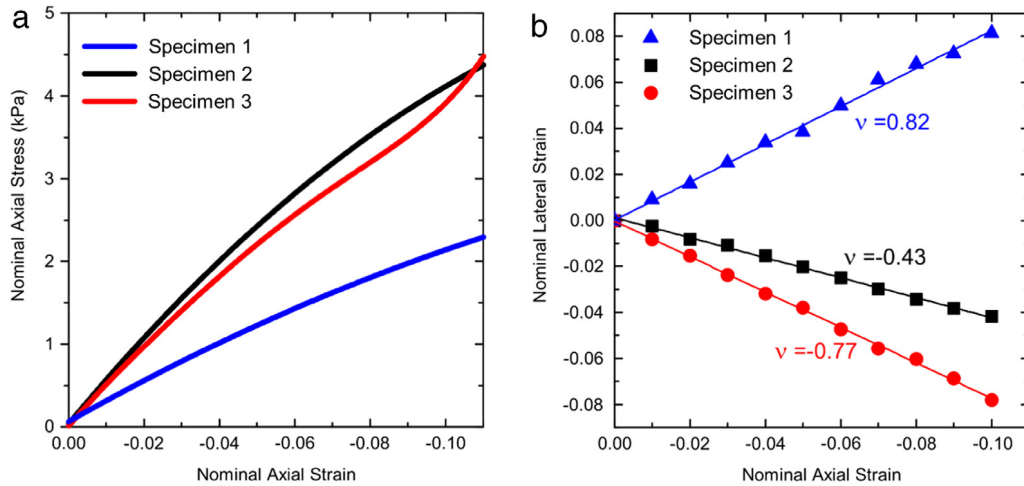 a
5
4
3
2
1
0
Nominal Axial Stress (kPa)
Specimen 1
Specimen 2
Specimen 3
0.00 -0.02 -0.04 -0.06 -0.08 -0.10
Nominal Axial Strain
b
0.08
0.06
0.04
0.02
0.00
-0.02
-0.04
-0.06
-0.08
Nominal Lateral Strain
Specimen 1
Specimen 2
Specimen 3
ν =0.82
ν=-0.43
ν =-0.77
0.00 -0.02 -0.04 -0.06 -0.08 -0.10
Nominal Axial Strain